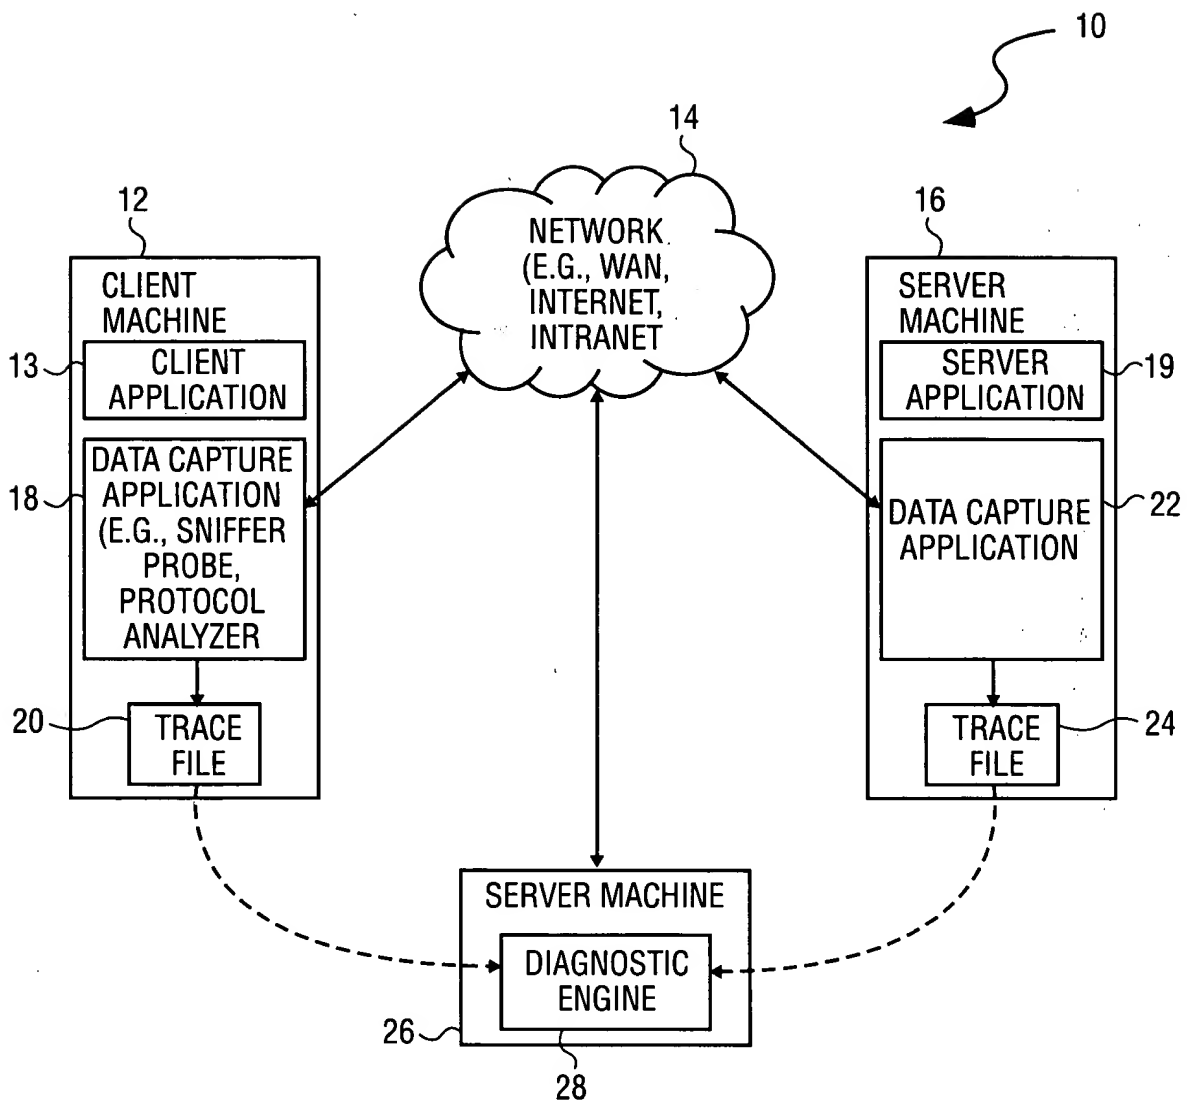 10
14
NETWORK
(E.G., WAN,
INTERNET,
INTRANET
12
CLIENT
MACHINE
13
CLIENT
APPLICATION
18
DATA CAPTURE
APPLICATION
(E.G., SNIFFER
PROBE,
PROTOCOL
ANALYZER
20
TRACE
FILE
16
SERVER
MACHINE
SERVER
APPLICATION
19
DATA CAPTURE
APPLICATION
22
TRACE
FILE
24
SERVER MACHINE
DIAGNOSTIC
ENGINE
26
28